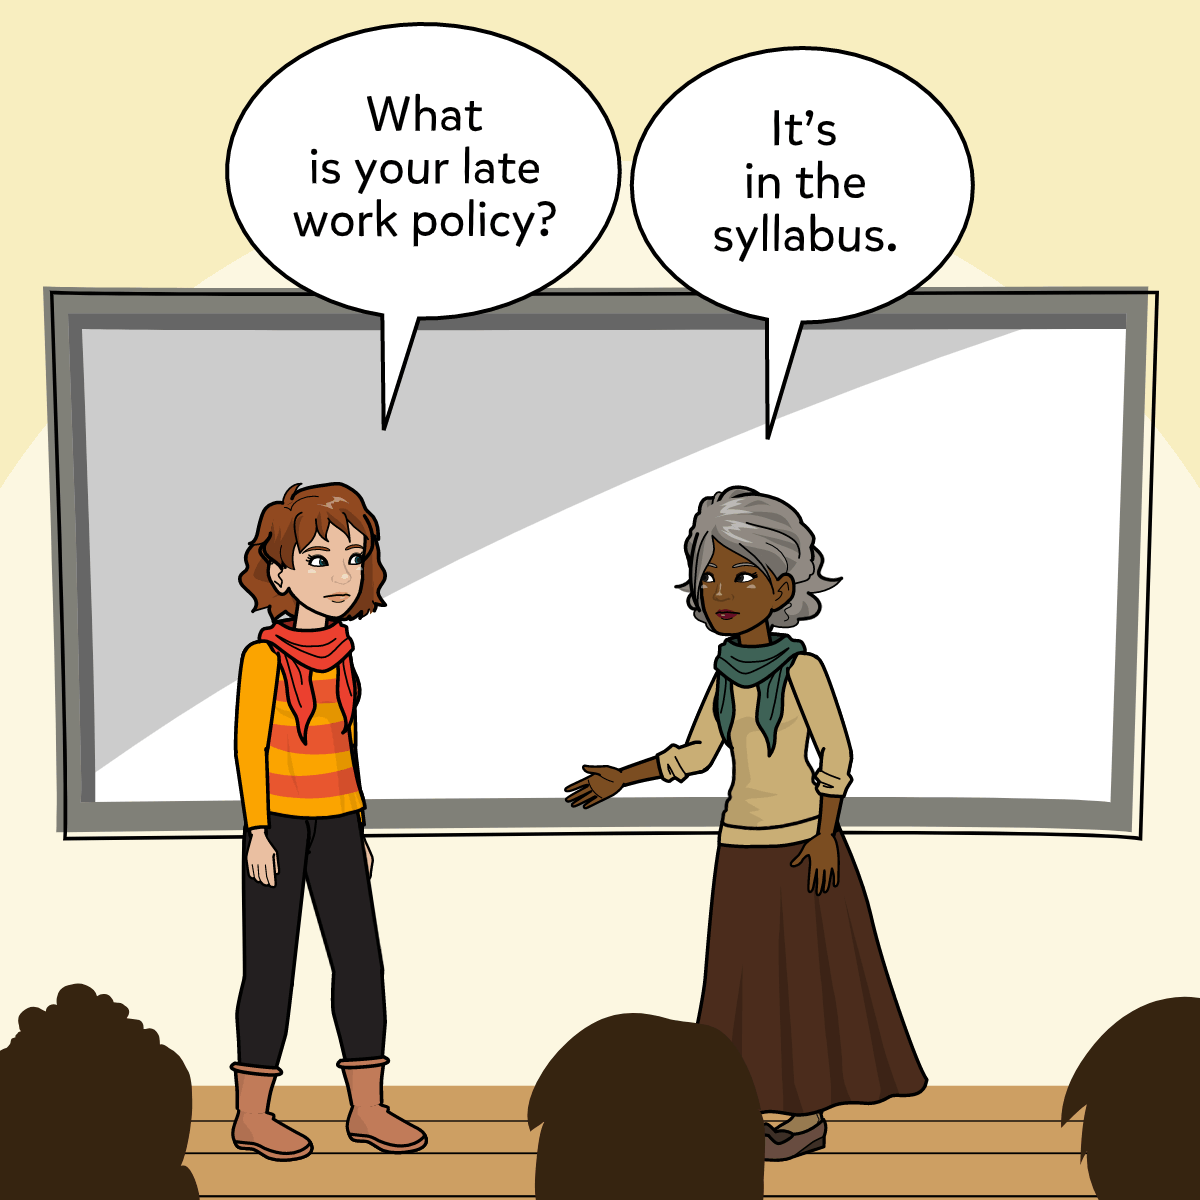 What
is your late
work policy?
It’s
in the
syllabus.